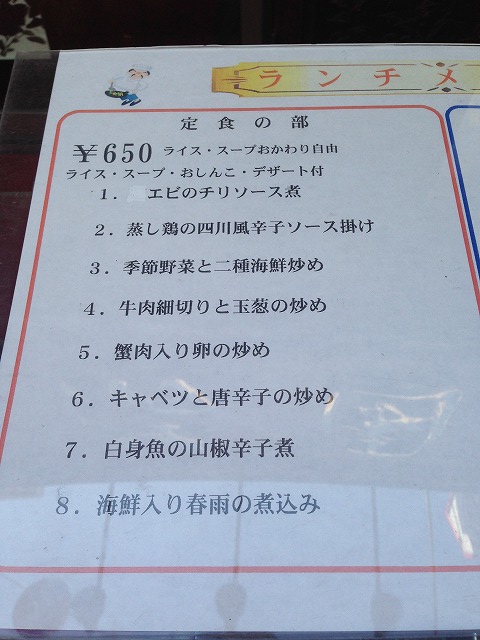 ランチメ
定食の部
¥650 ライス・スープおかわり自由
ライス・スープ・おしんこ・デザート付
1. エビのチリソース煮
2. 蒸し鶏の四川風辛子ソース掛け
3. 季節野菜と二種海鮮炒め
4. 牛肉細切りと玉葱の炒め
5. 蟹肉入り卵の炒め
6. キャベツと唐辛子の炒め
7. 白身魚の山椒辛子煮
8. 海鮮入り春雨の煮込み